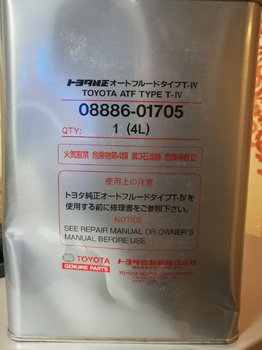 トヨタ純正オートフルードタイプT-Ⅳ
TOYOTA ATF TYPE T-Ⅳ
08886-01705
QTY: 1 (4L)
火気厳禁 危険物第4類 第3石油類 危険等級Ⅲ
使用上の注意
トヨタ純正オートフルードタイプT-Ⅳを
使用する前に修理書をご参照下さい。
NOTICE
SEE REPAIR MANUAL OR OWNER'S
MANUAL BEFORE USE
TOYOTA
GENUINE PARTS
トヨタ自動車株式会社
TOYOTA MOTOR CORPORATION